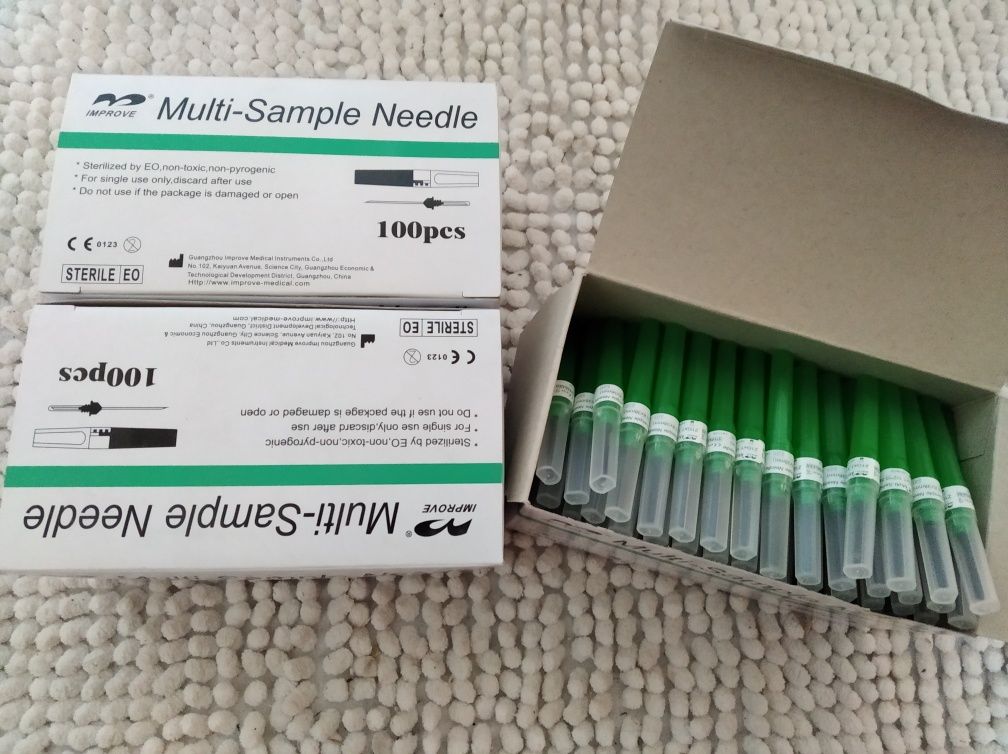 IMPROVE® Multi-Sample Needle
* Sterilized by EO,non-toxic,non-pyrogenic
* For single use only,discard after use
* Do not use if the package is damaged or open
100pcs
CE 0123
STERILE EO
Guangzhou Improve Medical Instruments Co.,Ltd
No.102, Kaiyuan Avenue, Science City, Guangzhou Economic &
Technological Development District, Guangzhou, China
Http://www.improve-medical.com
IMPROVE® Multi-Sample Needle
* Sterilized by EO,non-toxic,non-pyrogenic
* For single use only,discard after use
* Do not use if the package is damaged or open
100pcs
CE 0123
STERILE EO
Guangzhou Improve Medical Instruments Co.,Ltd
No.102, Kaiyuan Avenue, Science City, Guangzhou Economic &
Technological Development District, Guangzhou, China
Http://www.improve-medical.com